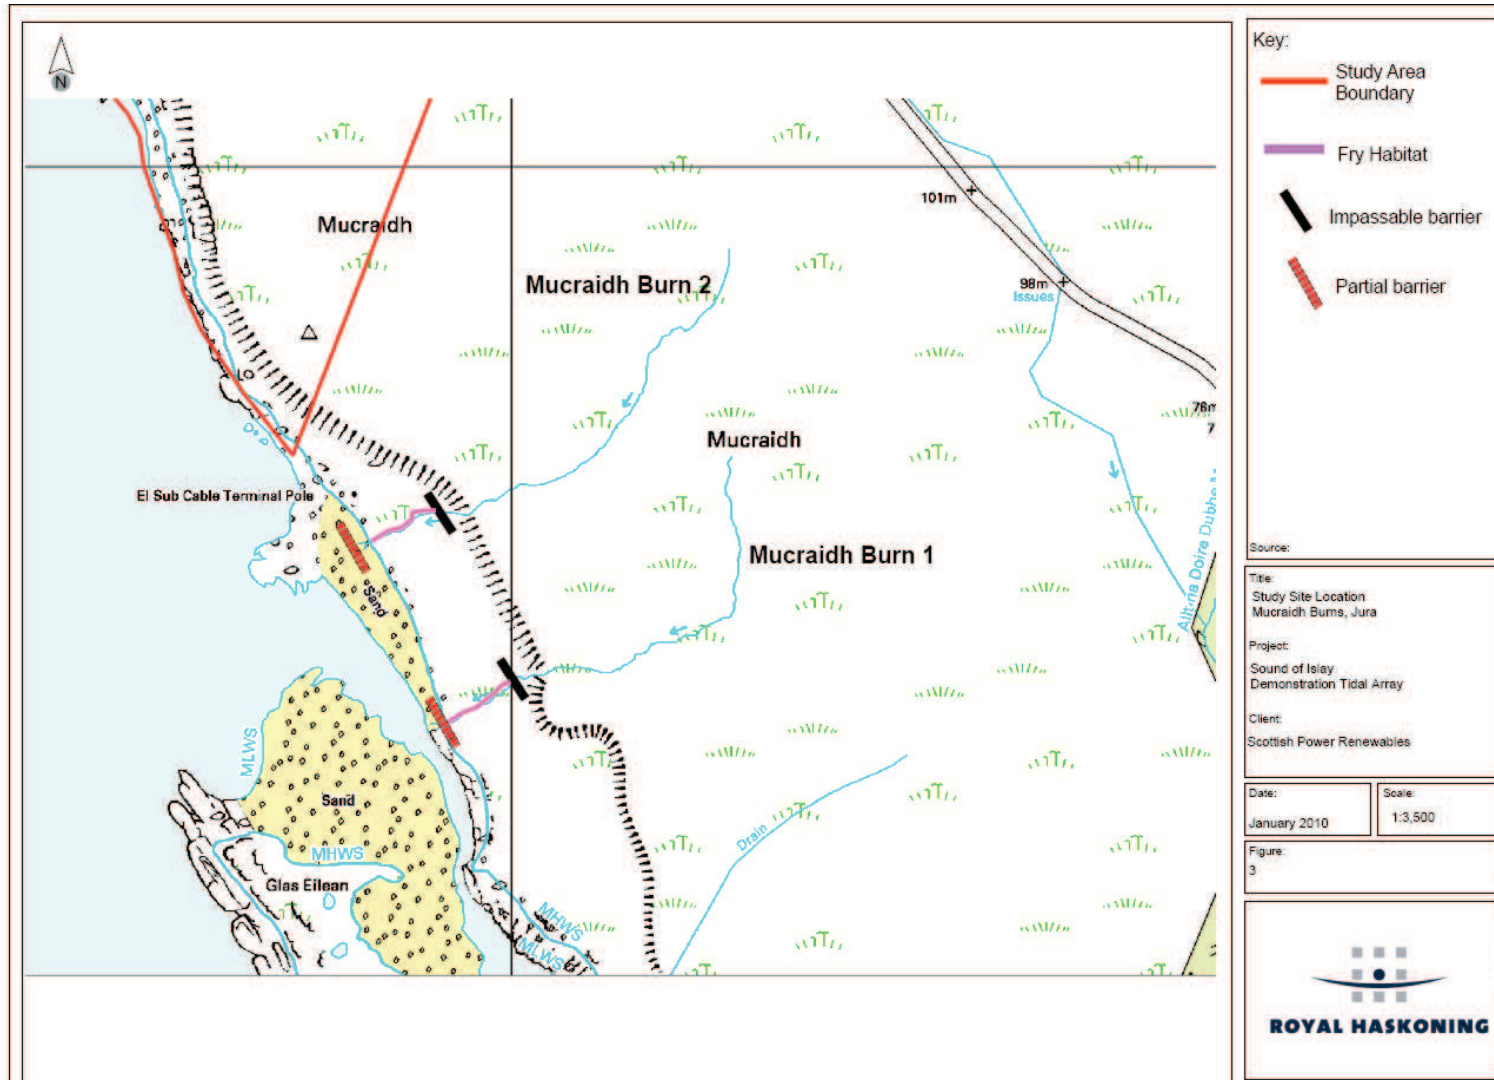 N
Mucraidh
101m
Mucraidh Burn 2
98m
Issues
Mucraidh
76m
El Sub Cable Terminal Pole
Mucraidh Burn 1
Allt na Doire Dubhe
Sand
MLWS
Sand
MHWS
Glas Eilean
Drain
MHWS
MLWS
Key:
Study Area
Boundary
Fry Habitat
Impassable barrier
Partial barrier
Source:
Title:
Study Site Location
Mucraidh Burns, Jura
Project:
Sound of Islay
Demonstration Tidal Array
Client:
Scottish Power Renewables
Date:
January 2010
Scale:
1:3,500
Figure:
3
ROYAL HASKONING